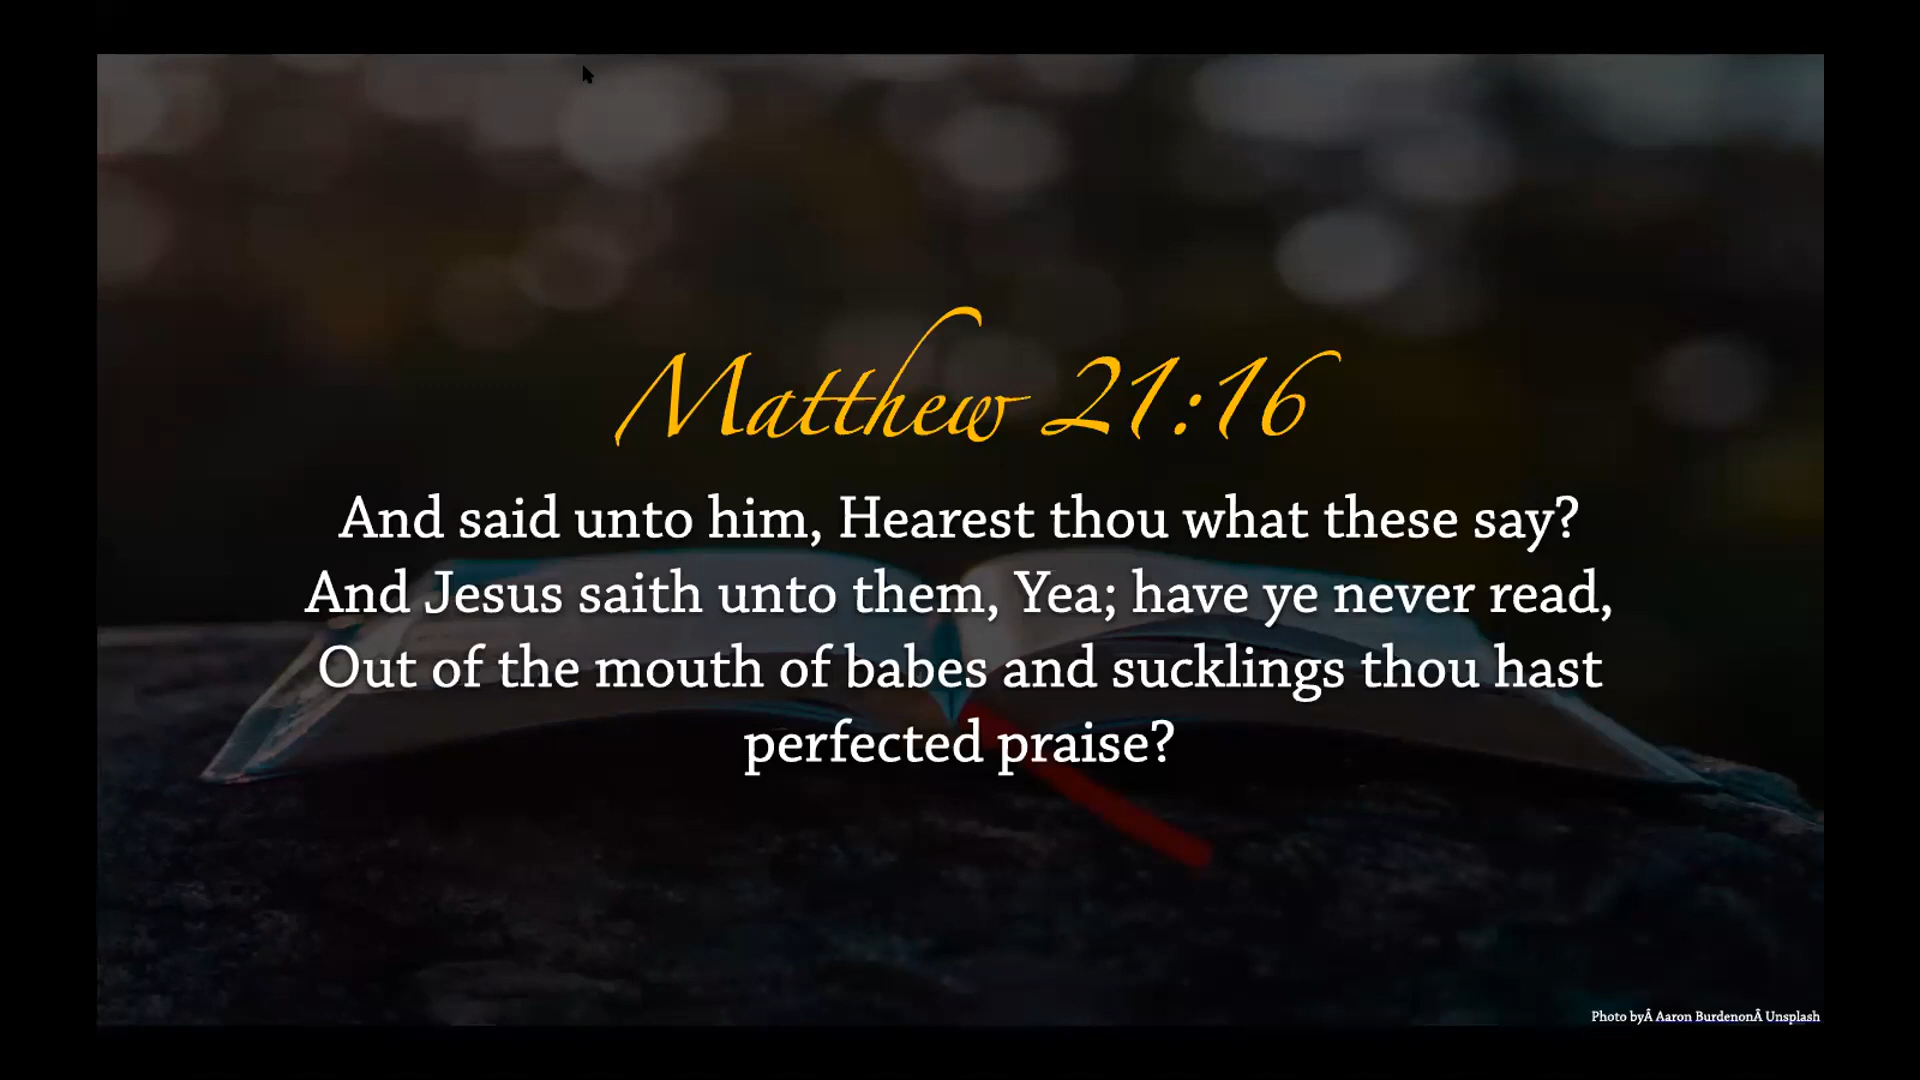 Matthew 21:16
And said unto him, Hearest thou what these say?
And Jesus saith unto them, Yea; have ye never read,
Out of the mouth of babes and sucklings thou hast
perfected praise?
Photo byÂ Aaron BurdenonÂ Unsplash